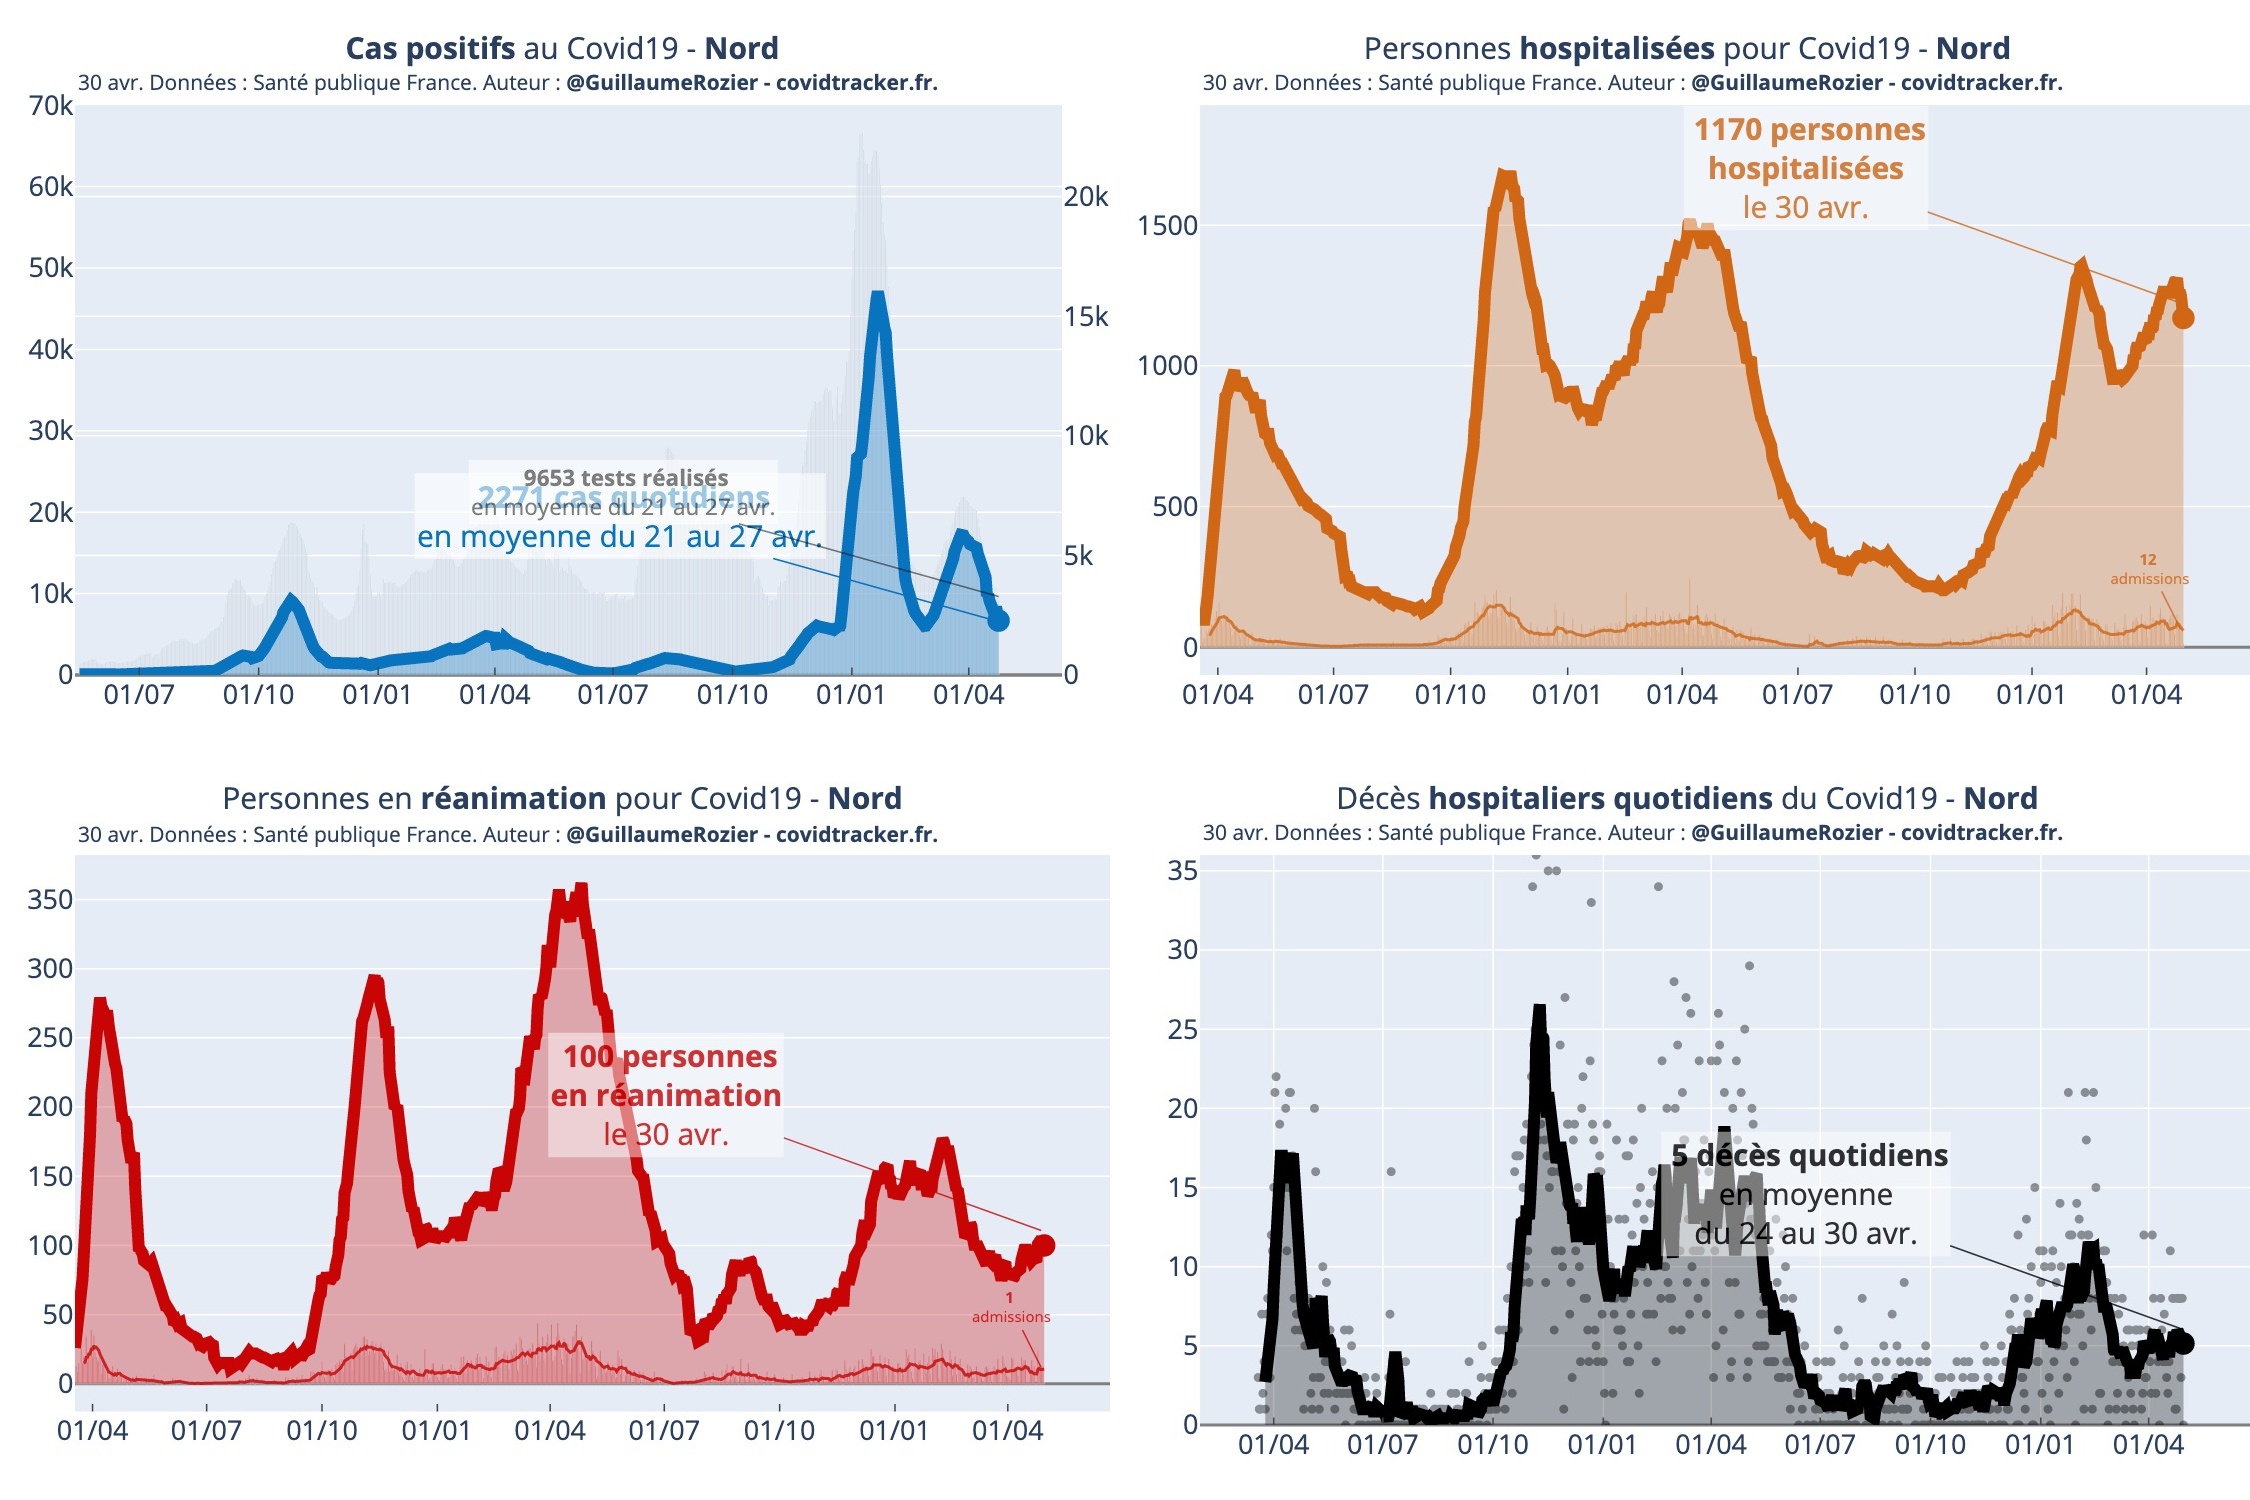 Cas positifs au Covid19 - Nord
30 avr. Données : Santé publique France. Auteur : @GuillaumeRozier - covidtracker.fr.
70k
60k
50k
40k
30k
20k
10k
0
20k
15k
10k
5k
0
9653 tests réalisés
en moyenne du 21 au 27 avr.
2271 cas quotidiens
en moyenne du 21 au 27 avr.
01/07 01/10 01/01 01/04 01/07 01/10 01/01 01/04
Personnes hospitalisées pour Covid19 - Nord
30 avr. Données : Santé publique France. Auteur : @GuillaumeRozier - covidtracker.fr.
1170 personnes
hospitalisées
le 30 avr.
1500
1000
500
0
12
admissions
01/04 01/07 01/10 01/01 01/04 01/07 01/10 01/01 01/04
Personnes en réanimation pour Covid19 - Nord
30 avr. Données : Santé publique France. Auteur : @GuillaumeRozier - covidtracker.fr.
350
300
250
200
150
100
50
0
100 personnes
en réanimation
le 30 avr.
1
admissions
01/04 01/07 01/10 01/01 01/04 01/07 01/10 01/01 01/04
Décès hospitaliers quotidiens du Covid19 - Nord
30 avr. Données : Santé publique France. Auteur : @GuillaumeRozier - covidtracker.fr.
35
30
25
20
15
10
5
0
5 décès quotidiens
en moyenne
du 24 au 30 avr.
01/04 01/07 01/10 01/01 01/04 01/07 01/10 01/01 01/04